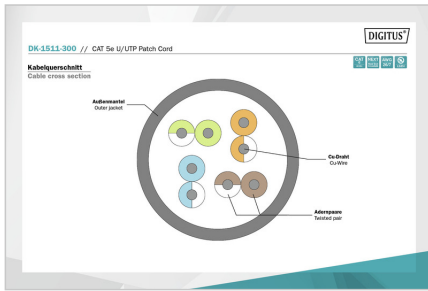 DIGITUS®
DK-1511-300 // CAT 5e U/UTP Patch Cord
Kabelquerschnitt
Cable cross section
Außenmantel
Outer jacket
Cu-Draht
Cu-Wire
Adernpaare
Twisted pair